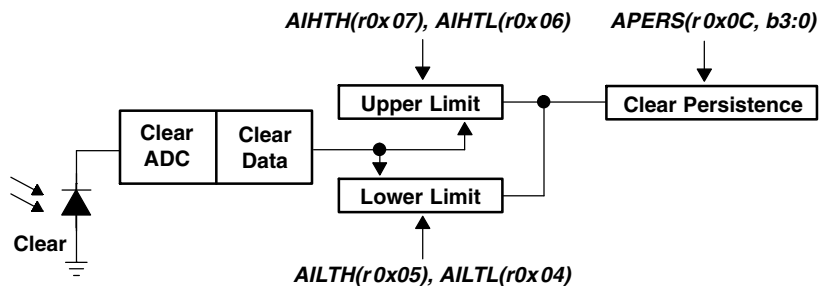 AIHTH(r0x07), AIHTL(r0x06)
APERS(r0x0C, b3:0)
Upper Limit
Clear Persistence
Clear ADC
Clear Data
Lower Limit
Clear
AILTH(r0x05), AILTL(r0x04)